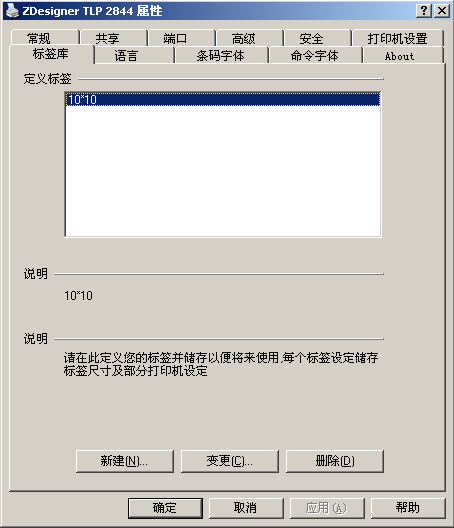 ZDesigner TLP 2844 属性
常规 共享 端口 高级 安全 打印机设置
标签库 语言 条码字体 命令字体 About
定义标签
10*10
说明
10*10
说明
请在此定义您的标签并储存以便将来使用,每个标签设定储存
标签尺寸及部分打印机设定
新建(N)... 变更(C)... 删除(D)
确定 取消 应用(A) 帮助